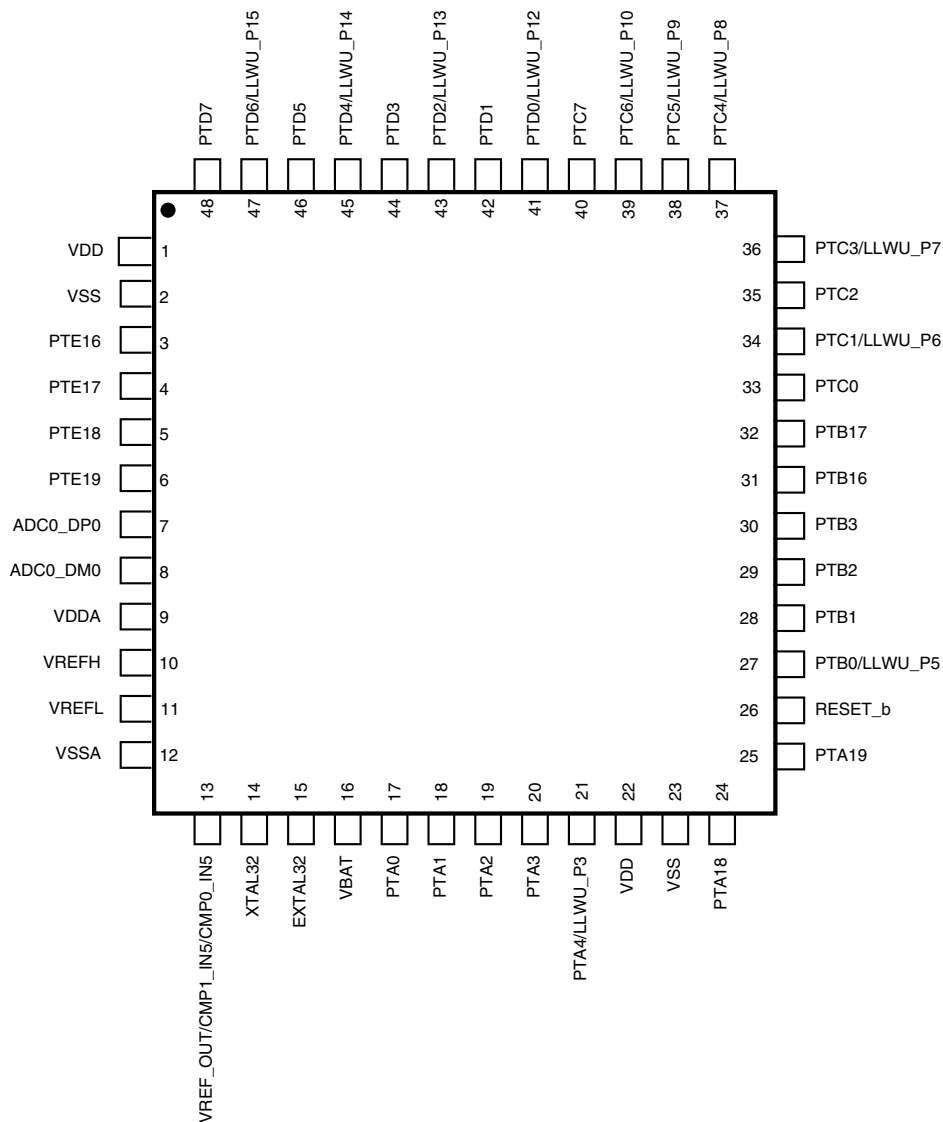 PTD7
PTD6/LLWU_P15
PTD5
PTD4/LLWU_P14
PTD3
PTD2/LLWU_P13
PTD1
PTD0/LLWU_P12
PTC7
PTC6/LLWU_P10
PTC5/LLWU_P9
PTC4/LLWU_P8
48
47
46
45
44
43
42
41
40
39
38
37
VDD 1
VSS 2
PTE16 3
PTE17 4
PTE18 5
PTE19 6
ADC0_DP0 7
ADC0_DM0 8
VDDA 9
VREFH 10
VREFL 11
VSSA 12
36 PTC3/LLWU_P7
35 PTC2
34 PTC1/LLWU_P6
33 PTC0
32 PTB17
31 PTB16
30 PTB3
29 PTB2
28 PTB1
27 PTB0/LLWU_P5
26 RESET_b
25 PTA19
13
14
15
16
17
18
19
20
21
22
23
24
VREF_OUT/CMP1_IN5/CMP0_IN5
XTAL32
EXTAL32
VBAT
PTA0
PTA1
PTA2
PTA3
PTA4/LLWU_P3
VDD
VSS
PTA18